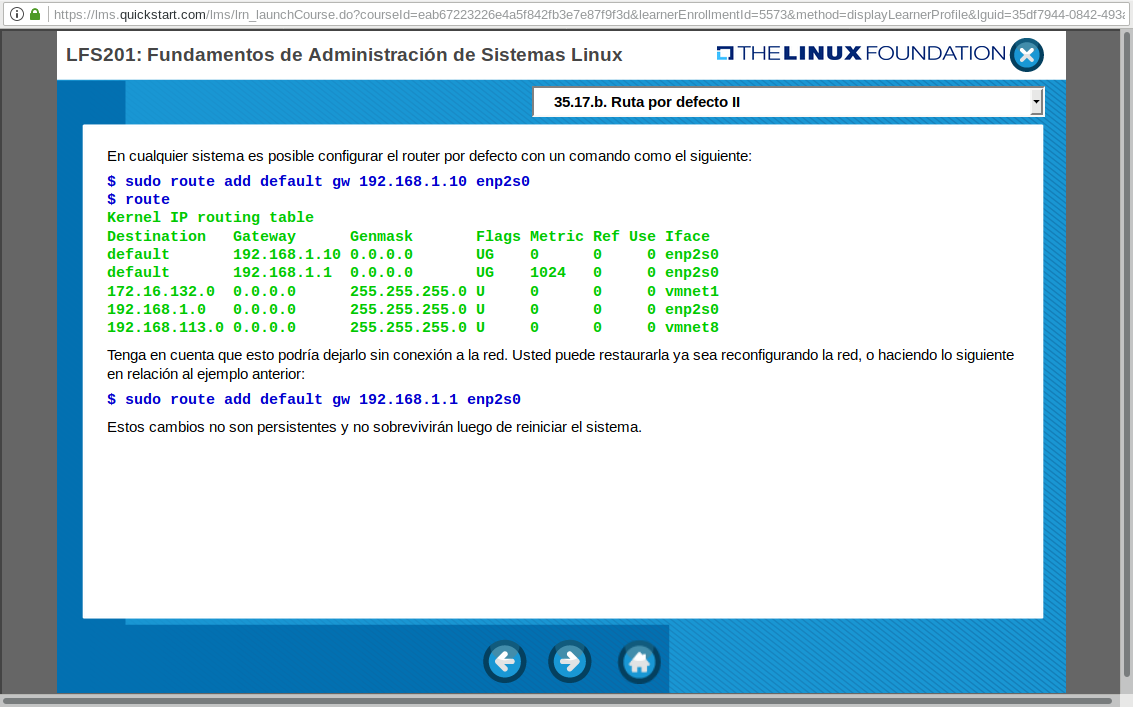 https://lms.quickstart.com/lms/lrn_launchCourse.do?courseId=eab67223226e4a5f842fb3e7e87f9f3d&learnerEnrollmentId=5573&method=displayLearnerProfile&lguid=35df7944-0842-493a
LFS201: Fundamentos de Administración de Sistemas Linux
THE LINUX FOUNDATION
35.17.b. Ruta por defecto II
En cualquier sistema es posible configurar el router por defecto con un comando como el siguiente:
$ sudo route add default gw 192.168.1.10 enp2s0
$ route
Kernel IP routing table
Destination   Gateway      Genmask       Flags Metric Ref Use Iface
default       192.168.1.10 0.0.0.0       UG    0      0     0 enp2s0
default       192.168.1.1  0.0.0.0       UG    1024   0     0 enp2s0
172.16.132.0  0.0.0.0      255.255.255.0 U     0      0     0 vmnet1
192.168.1.0   0.0.0.0      255.255.255.0 U     0      0     0 enp2s0
192.168.113.0 0.0.0.0      255.255.255.0 U     0      0     0 vmnet8
Tenga en cuenta que esto podría dejarlo sin conexión a la red. Usted puede restaurarla ya sea reconfigurando la red, o haciendo lo siguiente
en relación al ejemplo anterior:
$ sudo route add default gw 192.168.1.1 enp2s0
Estos cambios no son persistentes y no sobrevivirán luego de reiniciar el sistema.